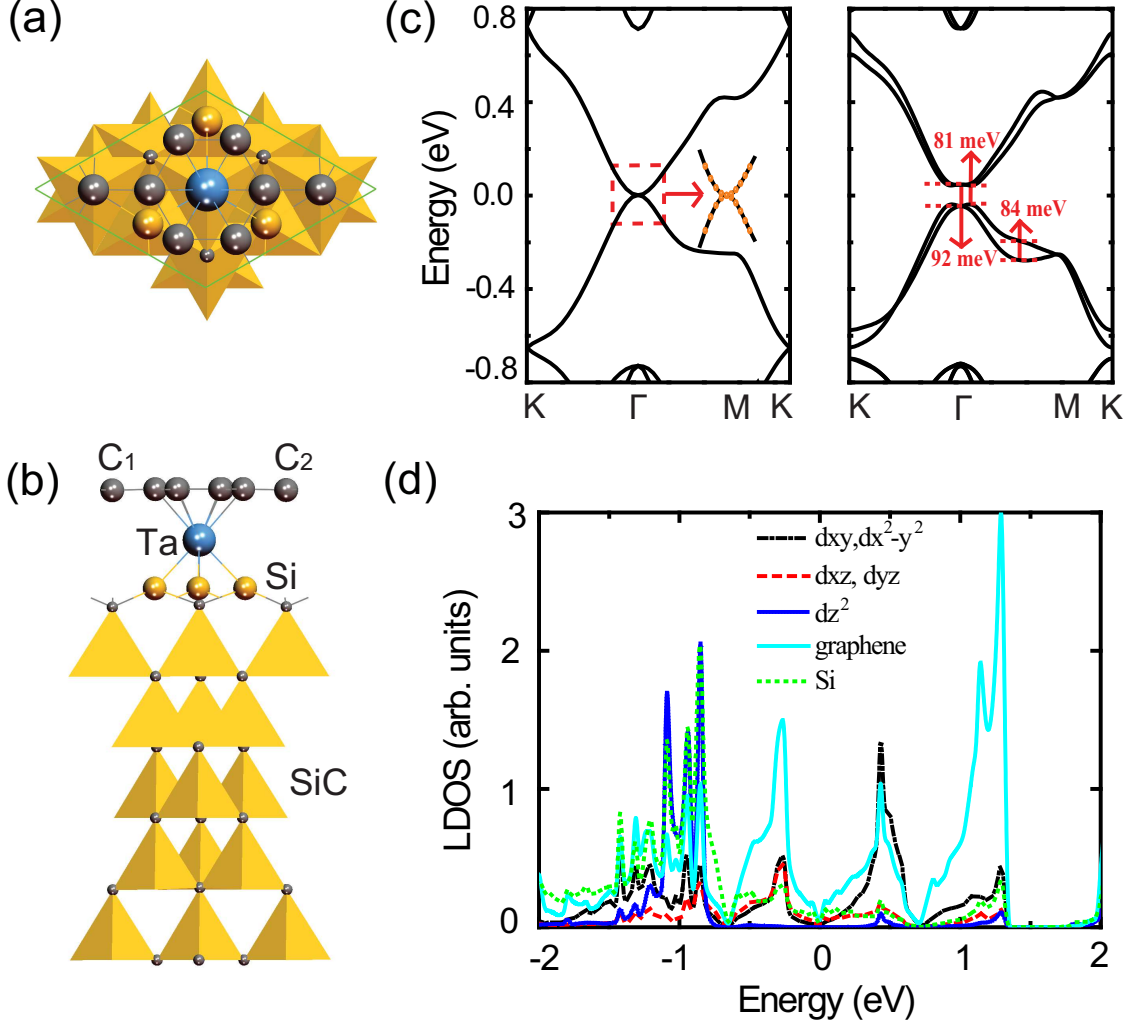 (a)
(b)
C₁
C₂
Ta
Si
SiC
(c)
Energy (eV)
0.8
0.4
0.0
-0.4
-0.8
K
Γ
M
K
81 meV
84 meV
92 meV
K
Γ
M
K
(d)
LDOS (arb. units)
3
2
1
0
dxy,dx²-y²
dxz, dyz
dz²
graphene
Si
-2
-1
0
1
2
Energy (eV)